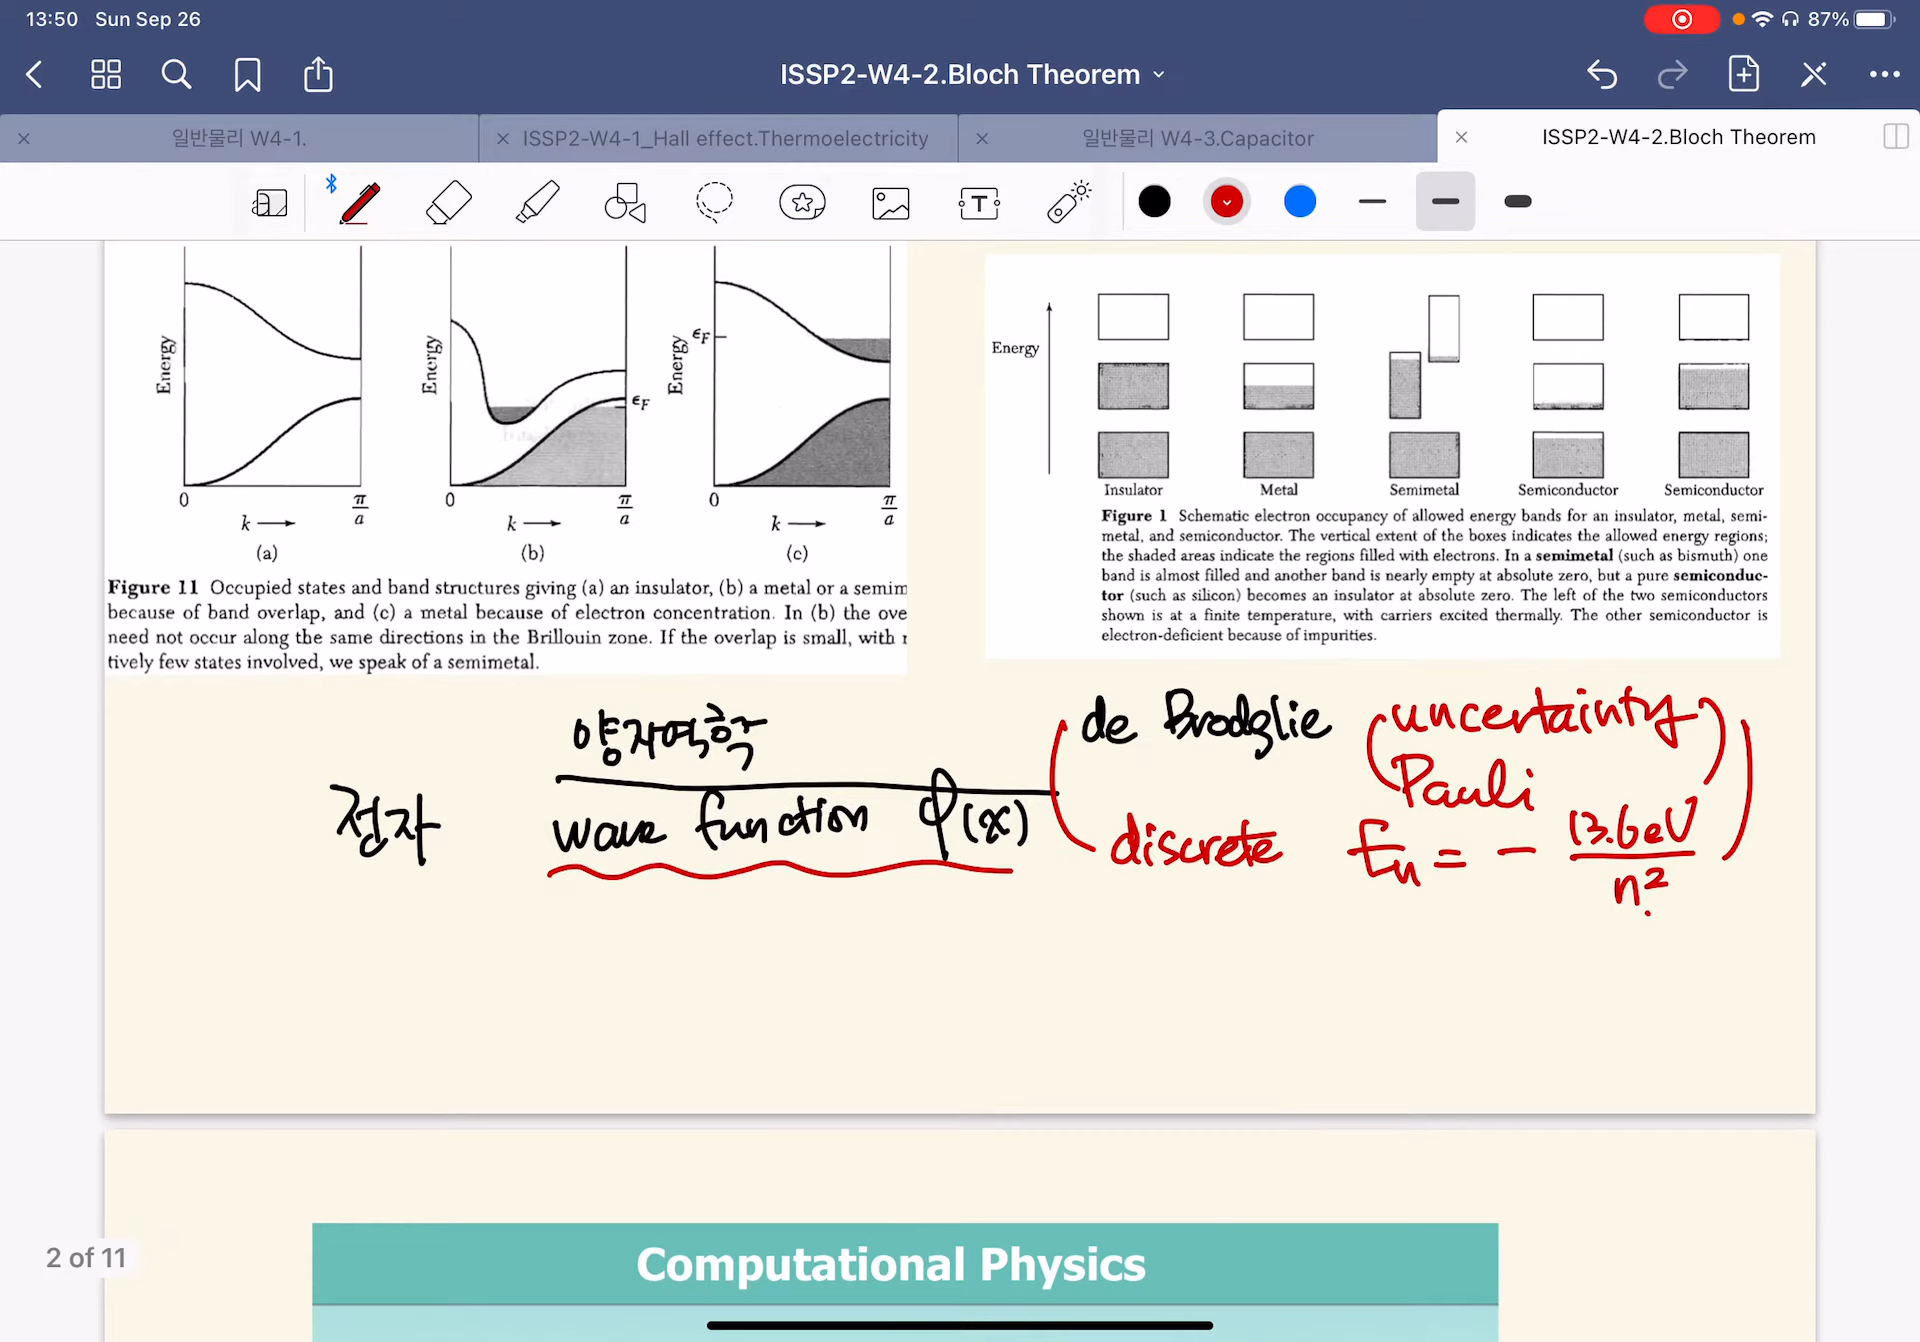 13:50 Sun Sep 26
87%
ISSP2-W4-2.Bloch Theorem
일반물리 W4-1.
ISSP2-W4-1_Hall effect.Thermoelectricity
일반물리 W4-3.Capacitor
ISSP2-W4-2.Bloch Theorem
Energy
0
π/a
k
(a)
Energy
ϵF
0
π/a
k
(b)
Energy
ϵF
0
π/a
k
(c)
Figure 11 Occupied states and band structures giving (a) an insulator, (b) a metal or a semim
because of band overlap, and (c) a metal because of electron concentration. In (b) the ove
need not occur along the same directions in the Brillouin zone. If the overlap is small, with r
tively few states involved, we speak of a semimetal.
Energy
Insulator Metal Semimetal Semiconductor Semiconductor
Figure 1 Schematic electron occupancy of allowed energy bands for an insulator, metal, semi-
metal, and semiconductor. The vertical extent of the boxes indicates the allowed energy regions;
the shaded areas indicate the regions filled with electrons. In a semimetal (such as bismuth) one
band is almost filled and another band is nearly empty at absolute zero, but a pure semiconduc-
tor (such as silicon) becomes an insulator at absolute zero. The left of the two semiconductors
shown is at a finite temperature, with carriers excited thermally. The other semiconductor is
electron-deficient because of impurities.
양자역학
전자
wave function φ(x)
de Brodglie
(uncertainty)
Pauli
discrete En = - 13.6eV/n²
2 of 11
Computational Physics